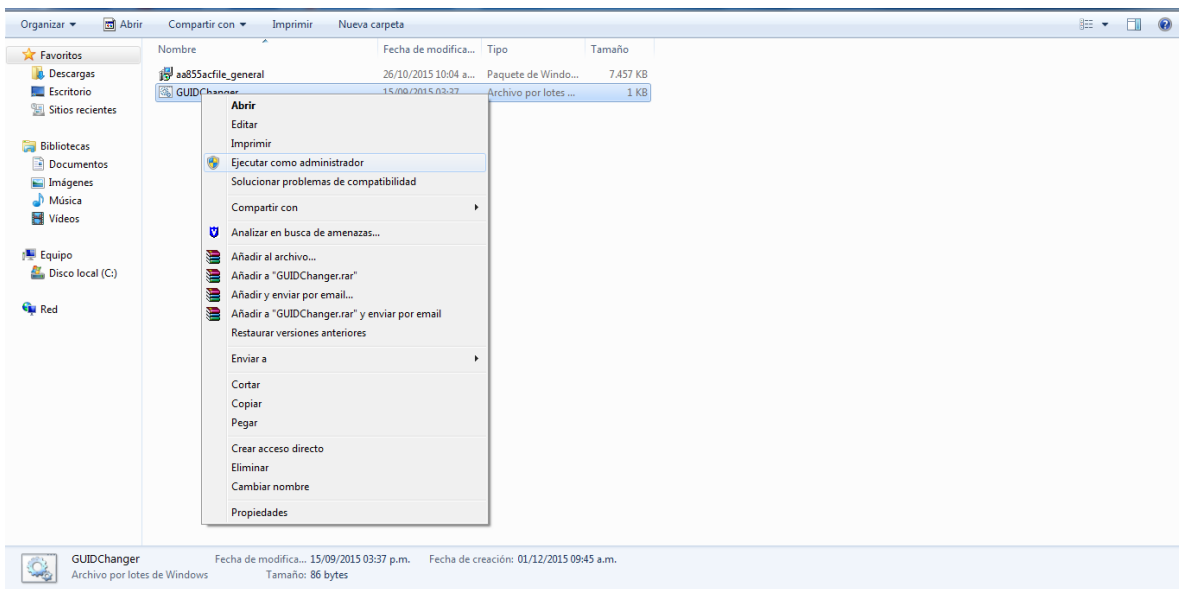 Organizar Abrir Compartir con Imprimir Nueva carpeta
Favoritos
Descargas
Escritorio
Sitios recientes
Bibliotecas
Documentos
Imágenes
Música
Vídeos
Equipo
Disco local (C:)
Red
Nombre Fecha de modifica... Tipo Tamaño
aa855acfile_general 26/10/2015 10:04 a... Paquete de Windo... 7.457 KB
GUIDChanger 15/09/2015 03:37 Archivo por lotes ... 1 KB
Abrir
Editar
Imprimir
Ejecutar como administrador
Solucionar problemas de compatibilidad
Compartir con
Analizar en busca de amenazas...
Añadir al archivo...
Añadir a "GUIDChanger.rar"
Añadir y enviar por email...
Añadir a "GUIDChanger.rar" y enviar por email
Restaurar versiones anteriores
Enviar a
Cortar
Copiar
Pegar
Crear acceso directo
Eliminar
Cambiar nombre
Propiedades
GUIDChanger Fecha de modifica... 15/09/2015 03:37 p.m. Fecha de creación: 01/12/2015 09:45 a.m.
Archivo por lotes de Windows Tamaño: 86 bytes